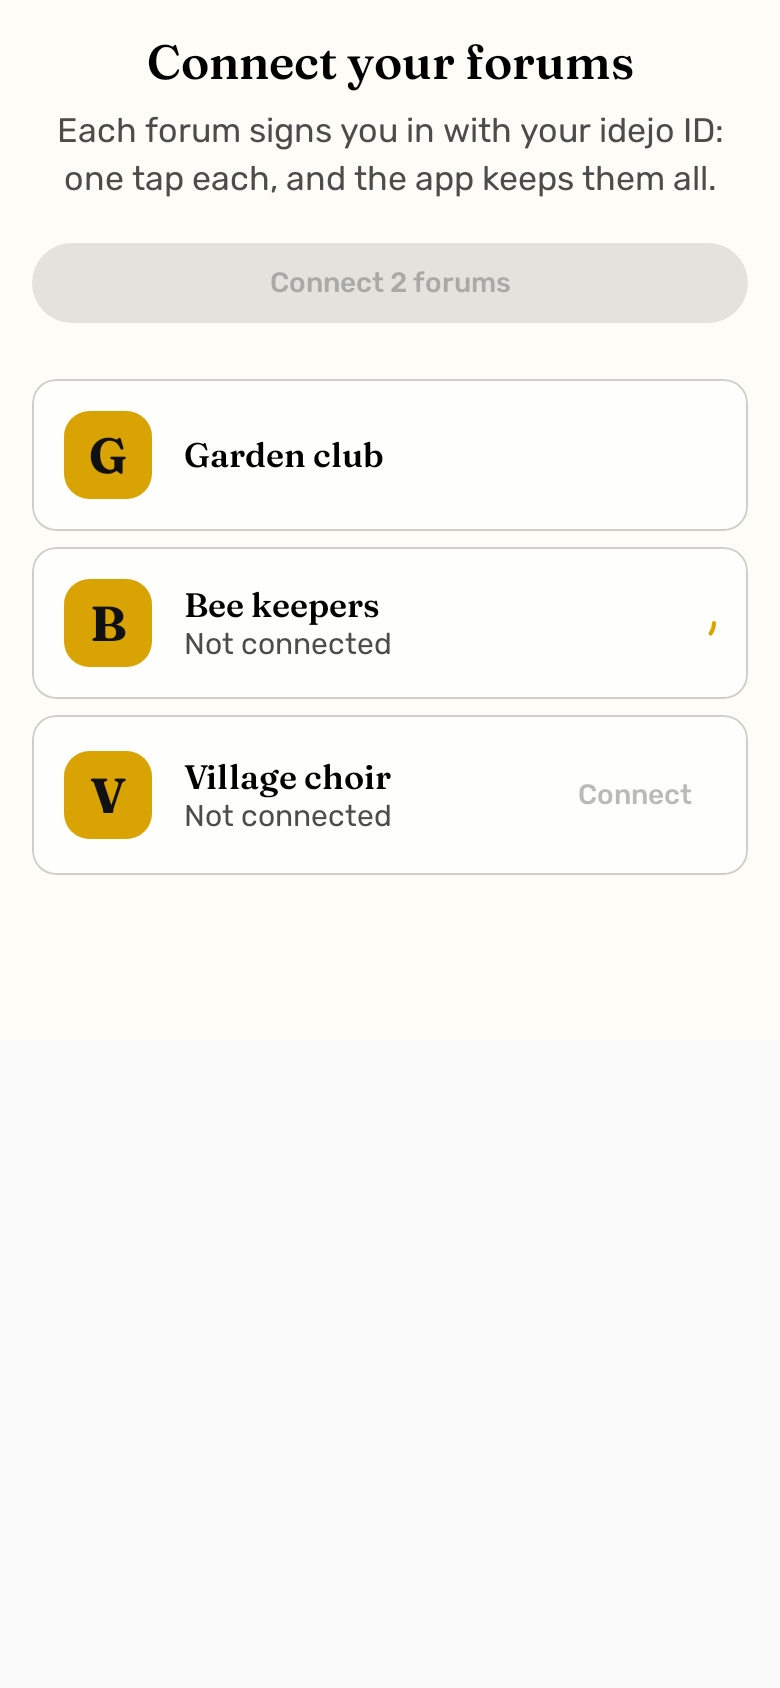 Connect your forums
Each forum signs you in with your idejo ID:
one tap each, and the app keeps them all.
Connect 2 forums
G
Garden club
B
Bee keepers
Not connected
V
Village choir
Not connected
Connect